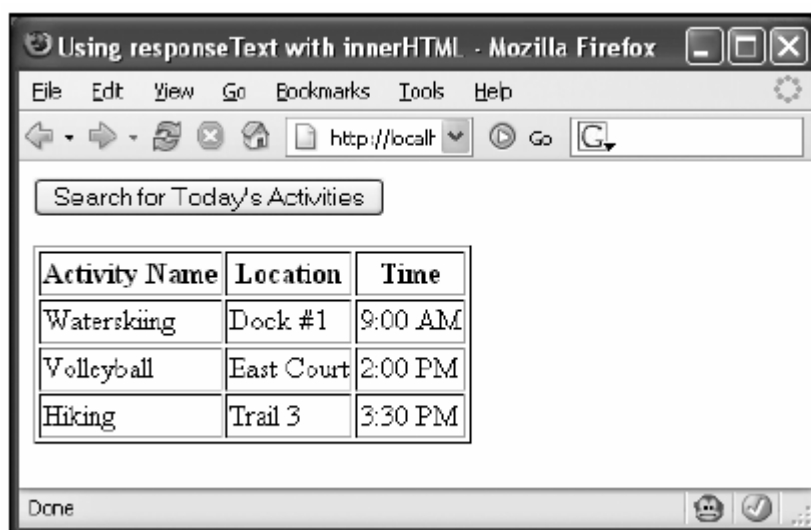 Using responseText with innerHTML - Mozilla Firefox
File Edit View Go Bookmarks Tools Help
http://localh Go G
Search for Today's Activities
Activity Name Location Time
Waterskiing Dock #1 9:00 AM
Volleyball East Court 2:00 PM
Hiking Trail 3 3:30 PM
Done